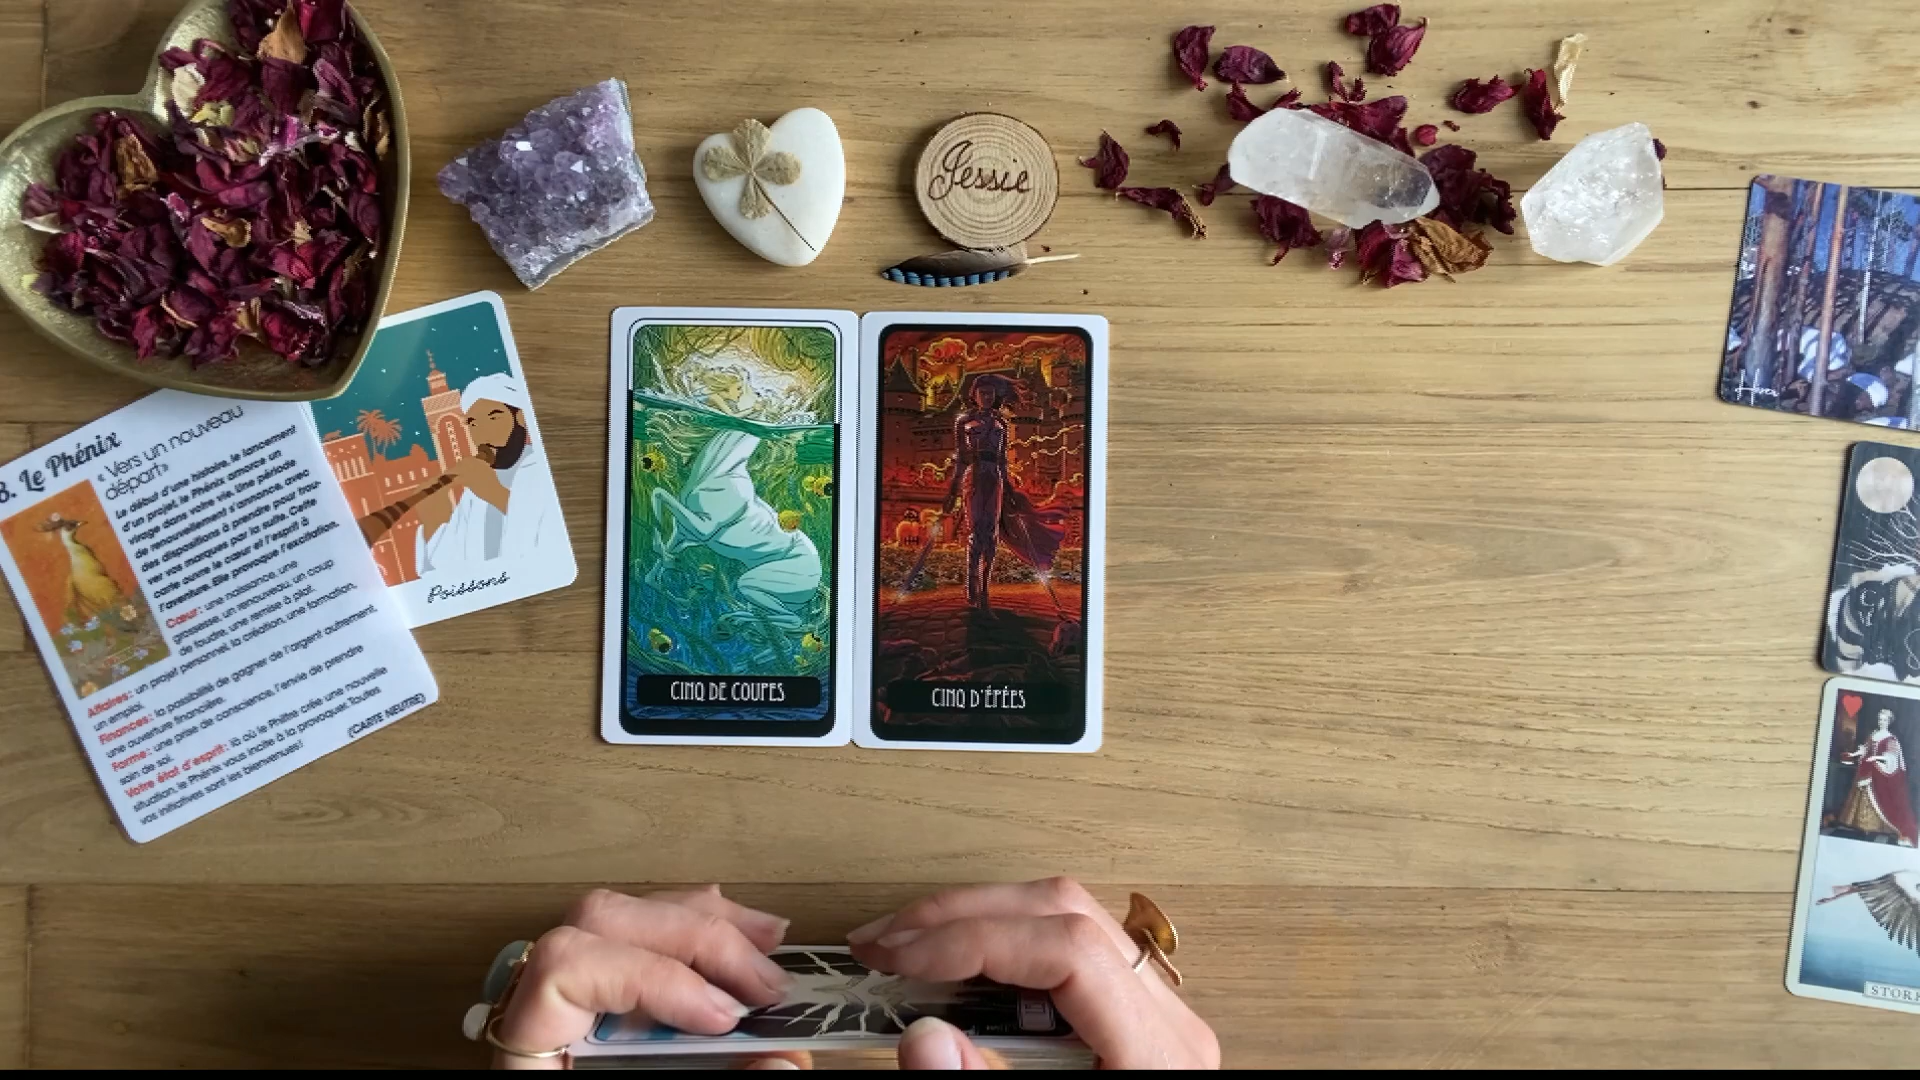 Jessie
3. Le Phénix
« Vers un nouveau
départ»
Le début d'une histoire, le lancement
d'un projet, le Phénix amorce un
virage dans votre vie. Une période
de renouvellement s'annonce, avec
des dispositions à prendre pour trou-
ver vos marques par la suite. Cette
carte ouvre le cœur et l'esprit à
l'aventure. Elle provoque l'excitation.
Cœur : une naissance, une
grossesse, un renouveau, un coup
de foudre, une remise à plat.
Affaires : un projet personnel, la création, une formation,
un emploi.
Finances : la possibilité de gagner de l'argent autrement,
une ouverture financière.
Forme : une prise de conscience, l'envie de prendre
soin de soi.
Votre état d'esprit : là où le Philtre crée une nouvelle
situation, le Phénix vous incite à la provoquer. Toutes
vos initiatives sont les bienvenues!
(CARTE NEUTRE)
Poissons
CINQ DE COUPES
CINQ D'ÉPÉES